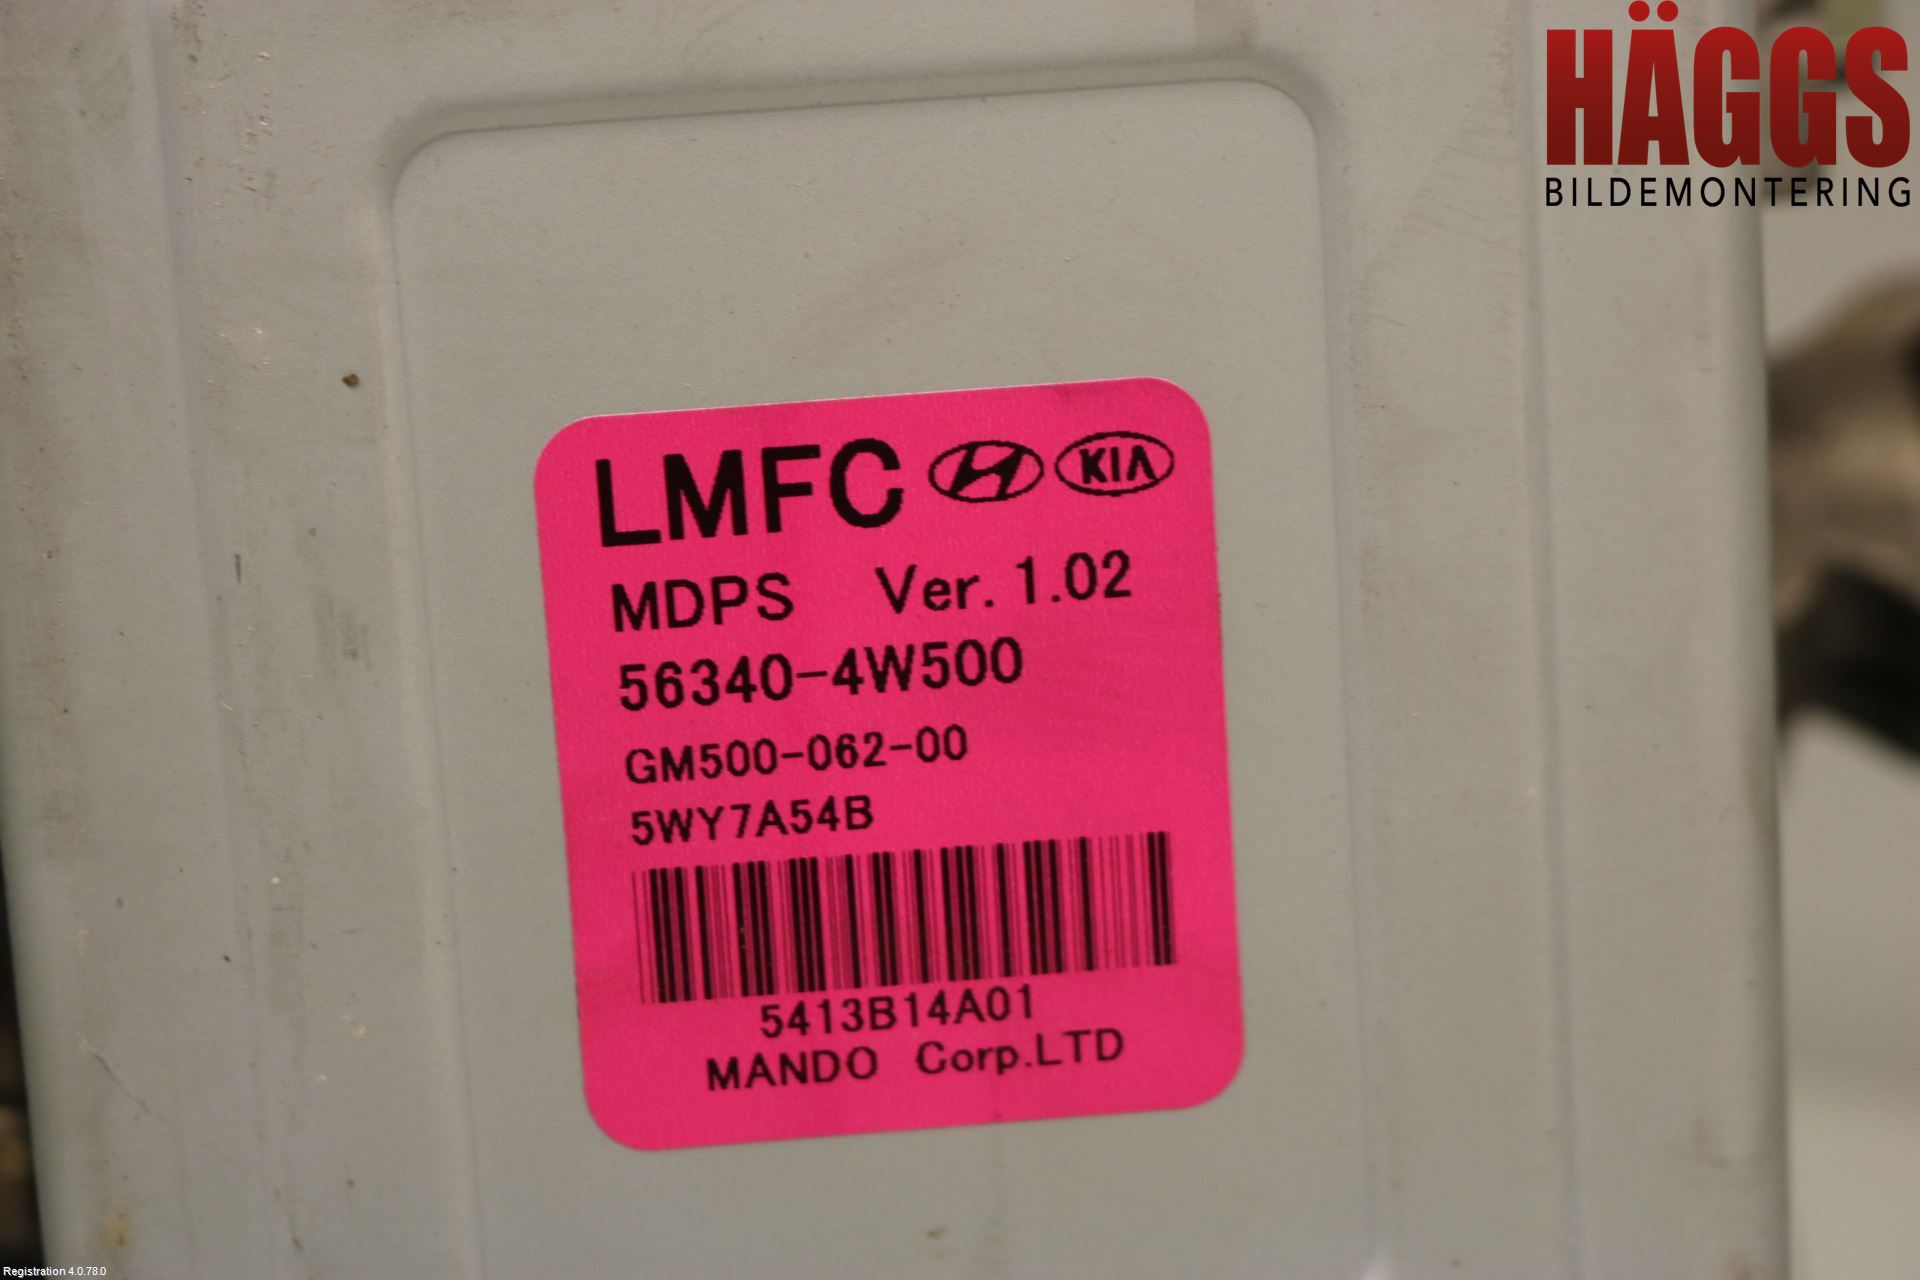 HÄGGS
BILDEMONTERING
LMFC HYUNDAI KIA
MDPS Ver. 1.02
56340-4W500
GM500-062-00
5WY7A54B
5413B14A01
MANDO Corp.LTD
Registration 4.0.78.0